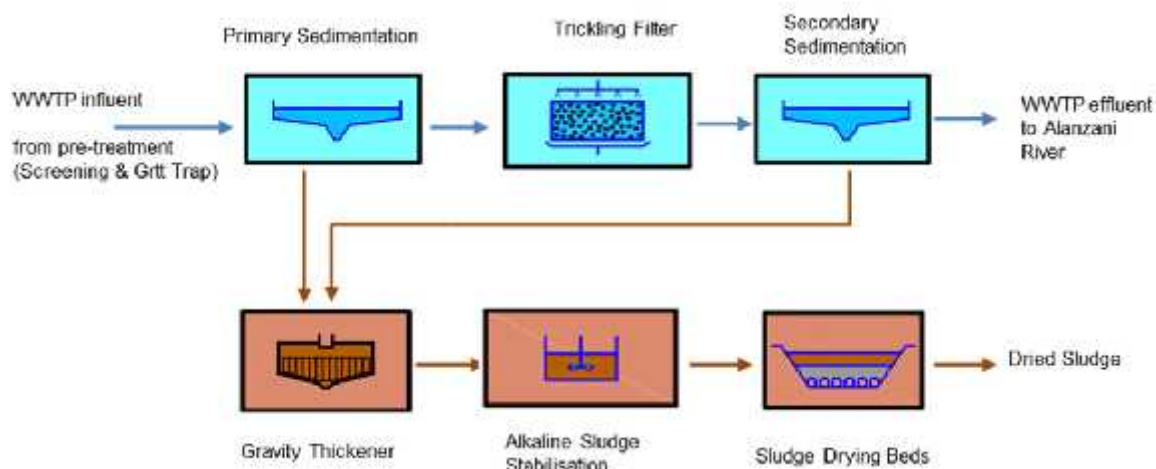 Primary Sedimentation
Trickling Filter
Secondary
Sedimentation
WWTP influent
from pre-treatment
(Screening & Grtt Trap)
WWTP effluent
to Alanzani
River
Gravity Thickener
Alkaline Sludge
Stabilisation
Sludge Drying Beds
Dried Sludge